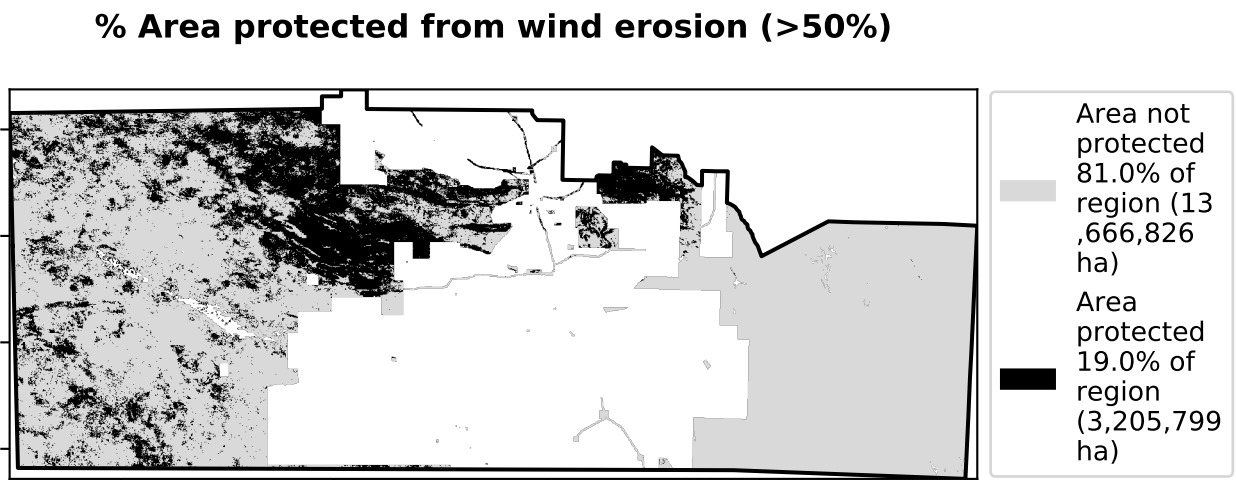 % Area protected from wind erosion (>50%)
Area not
protected
81.0% of
region (13
,666,826
ha)
Area
protected
19.0% of
region
(3,205,799
ha)